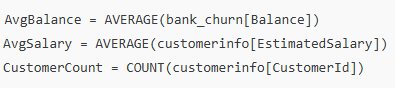 AvgBalance = AVERAGE(bank_churn[Balance])
AvgSalary = AVERAGE(customerinfo[EstimatedSalary])
CustomerCount = COUNT(customerinfo[CustomerId])